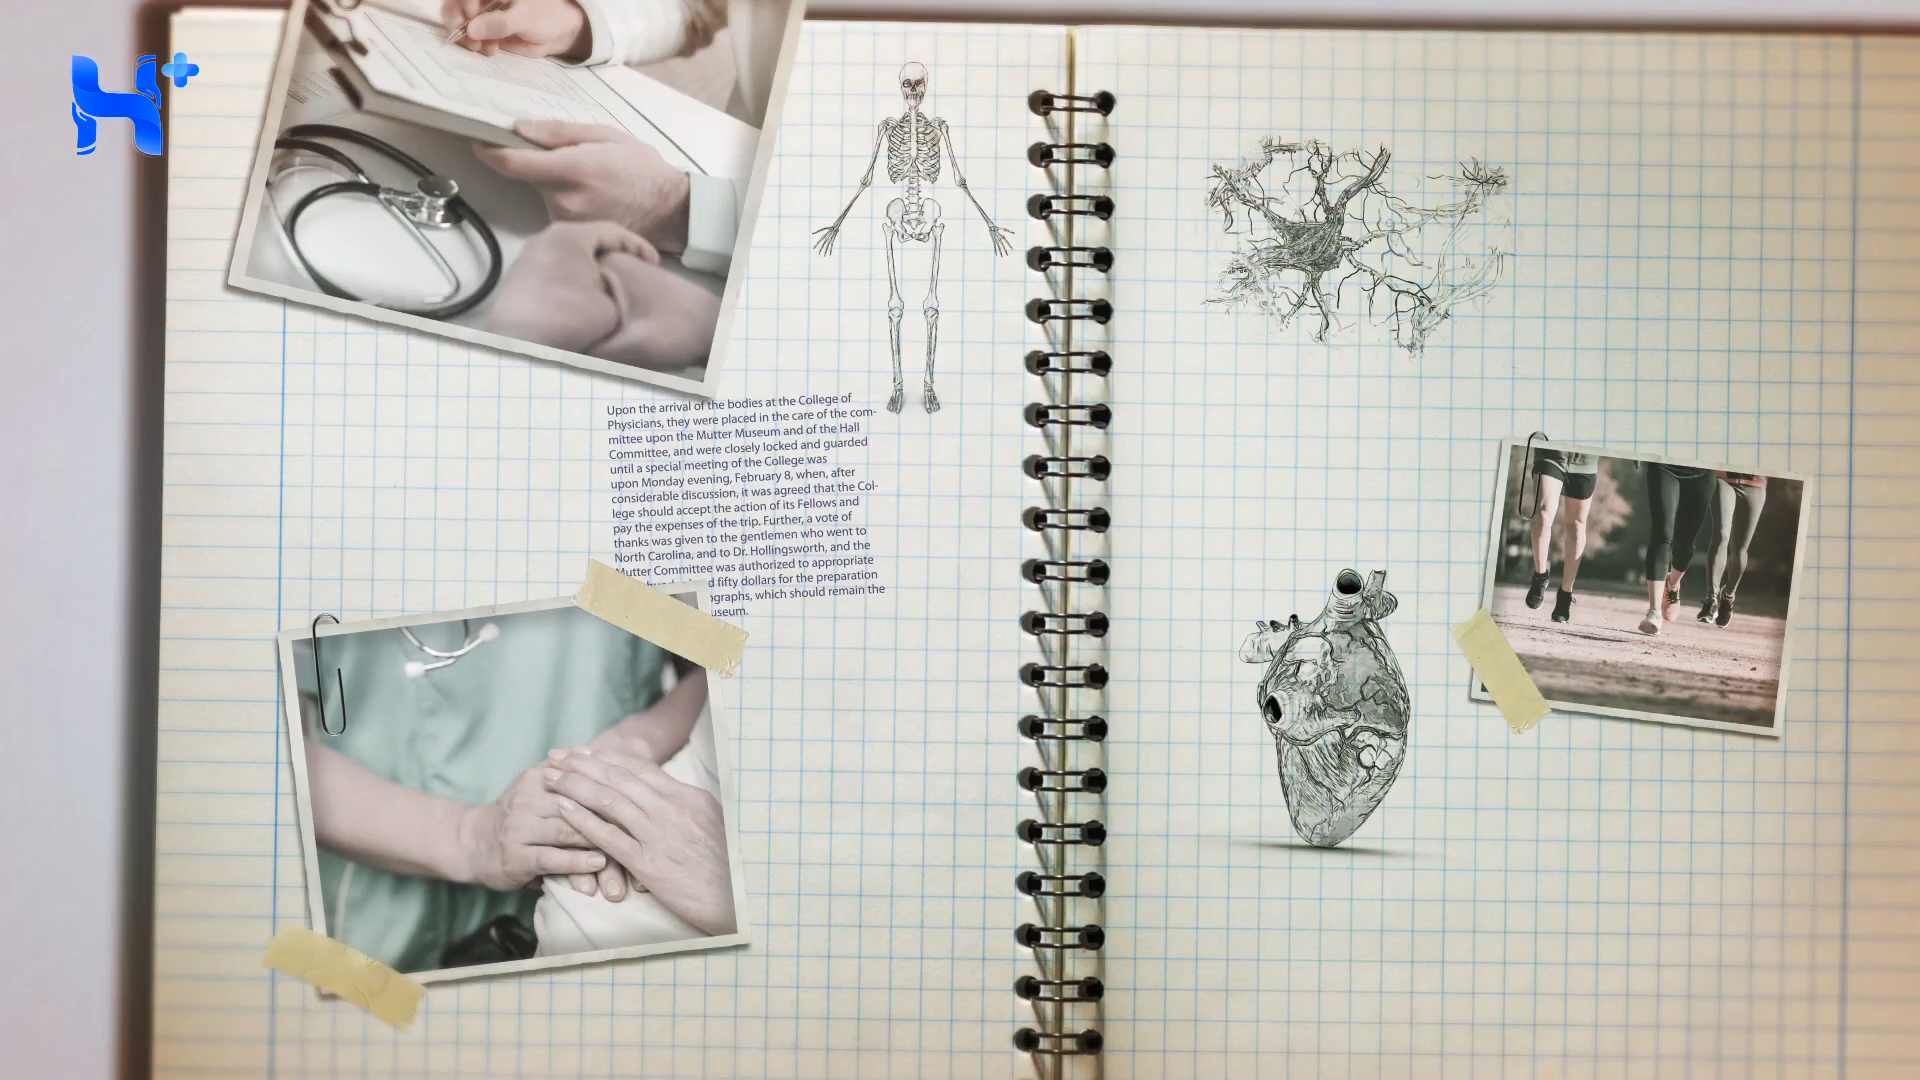 H+
Upon the arrival of the bodies at the College of
Physicians, they were placed in the care of the com-
mittee upon the Mutter Museum and of the Hall
Committee, and were closely locked and guarded
until a special meeting of the College was
upon Monday evening, February 8, when, after
considerable discussion, it was agreed that the Col-
lege should accept the action of its Fellows and
pay the expenses of the trip. Further, a vote of
thanks was given to the gentlemen who went to
North Carolina, and to Dr. Hollingsworth, and the
Mutter Committee was authorized to appropriate
fifty dollars for the preparation
which should remain the